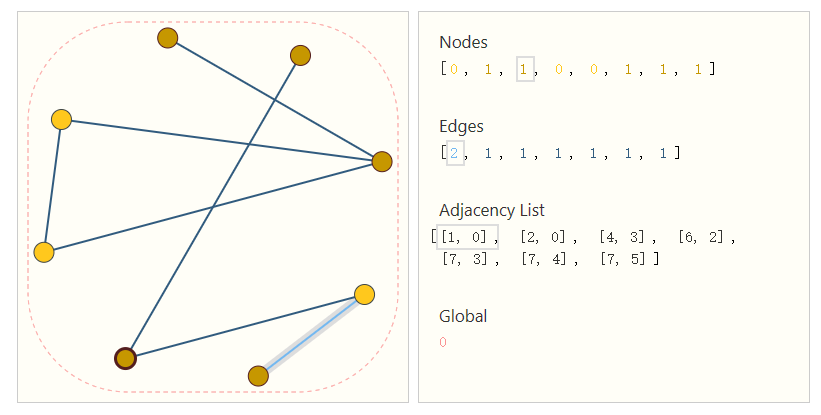 Nodes
[0, 1, 1, 0, 0, 1, 1, 1]
Edges
[2, 1, 1, 1, 1, 1, 1]
Adjacency List
[[1, 0], [2, 0], [4, 3], [6, 2],
[7, 3], [7, 4], [7, 5]]
Global
0